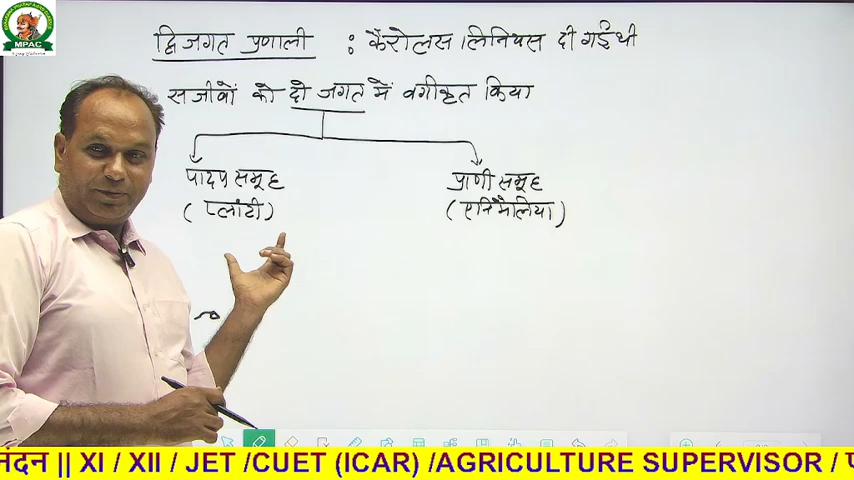 MPAC
द्विजगत प्रणाली : कैरोलस लिनियस दी गई थी
सजीवों को दो जगत में वर्गीकृत किया
पादप समूह
(प्लांटी)
प्राणी समूह
(एनिमैलिया)
नंदन || XI / XII / JET /CUET (ICAR) /AGRICULTURE SUPERVISOR /